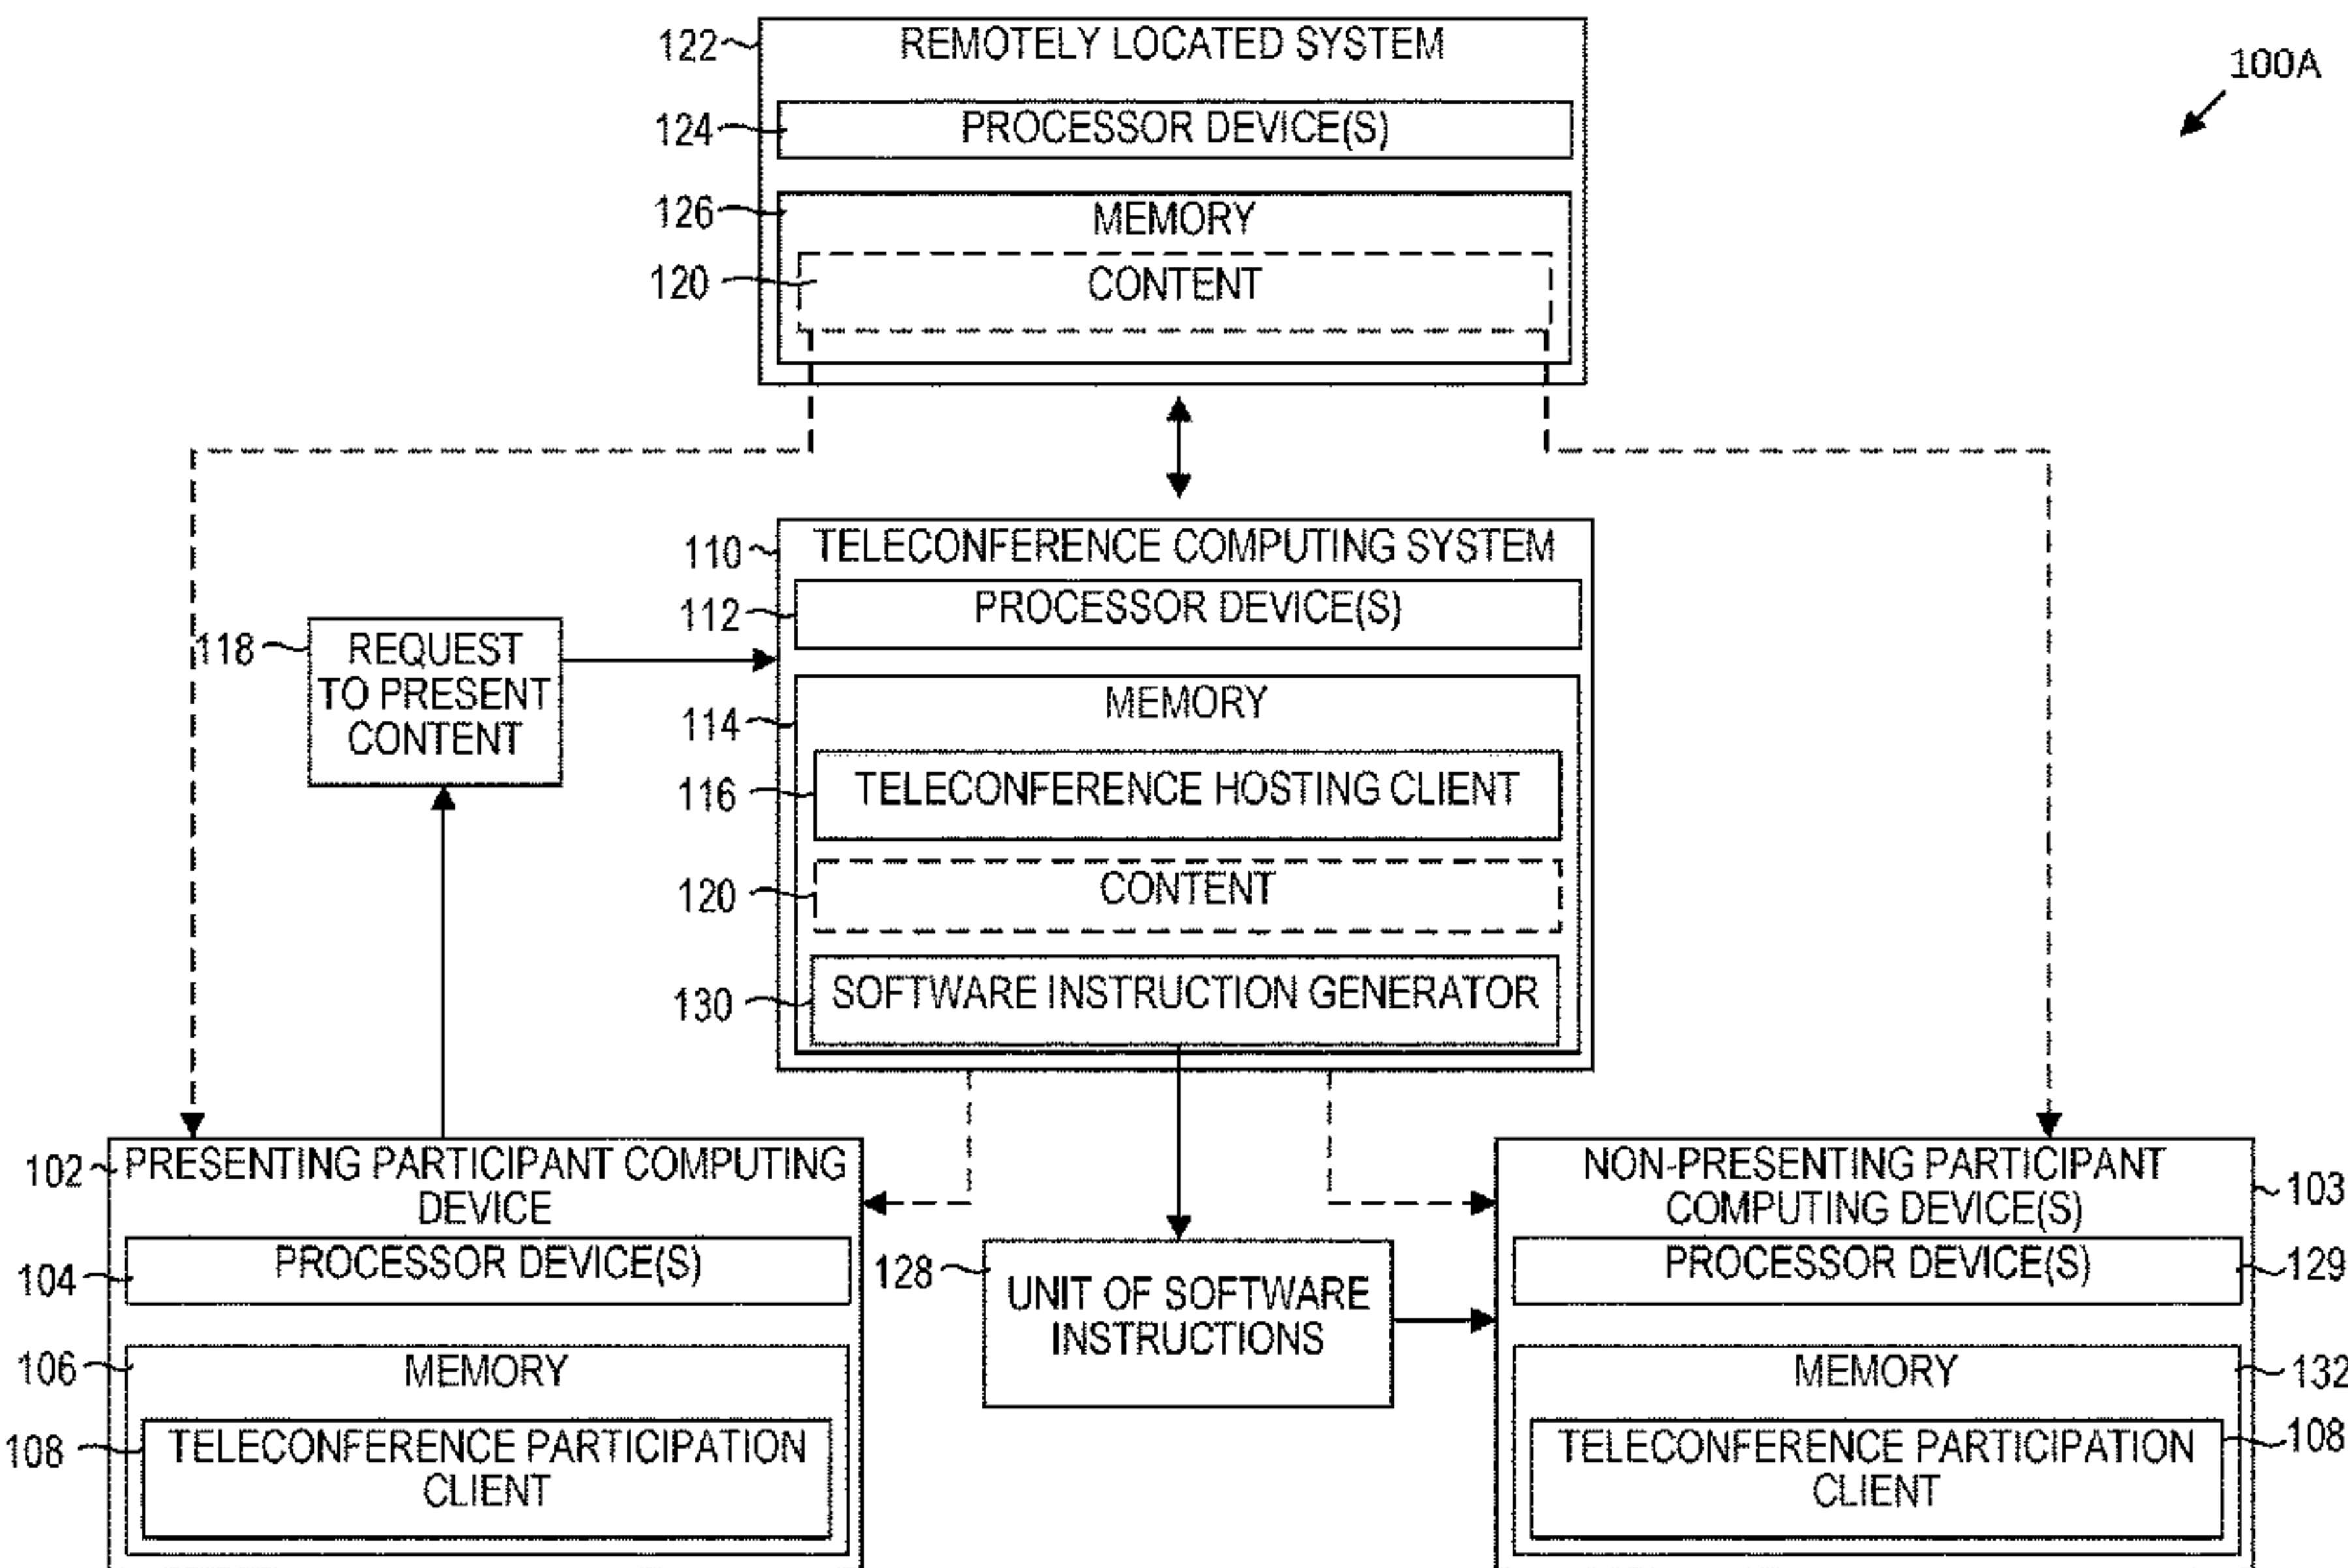 122
REMOTELY LOCATED SYSTEM
100A
124
PROCESSOR DEVICE(S)
126
MEMORY
120
CONTENT
110
TELECONFERENCE COMPUTING SYSTEM
112
PROCESSOR DEVICE(S)
118
REQUEST
TO PRESENT
CONTENT
114
MEMORY
116
TELECONFERENCE HOSTING CLIENT
120
CONTENT
130
SOFTWARE INSTRUCTION GENERATOR
102
PRESENTING PARTICIPANT COMPUTING
DEVICE
104
PROCESSOR DEVICE(S)
106
MEMORY
108
TELECONFERENCE PARTICIPATION
CLIENT
128
UNIT OF SOFTWARE
INSTRUCTIONS
NON-PRESENTING PARTICIPANT
COMPUTING DEVICE(S)
103
PROCESSOR DEVICE(S)
129
MEMORY
132
TELECONFERENCE PARTICIPATION
CLIENT
108